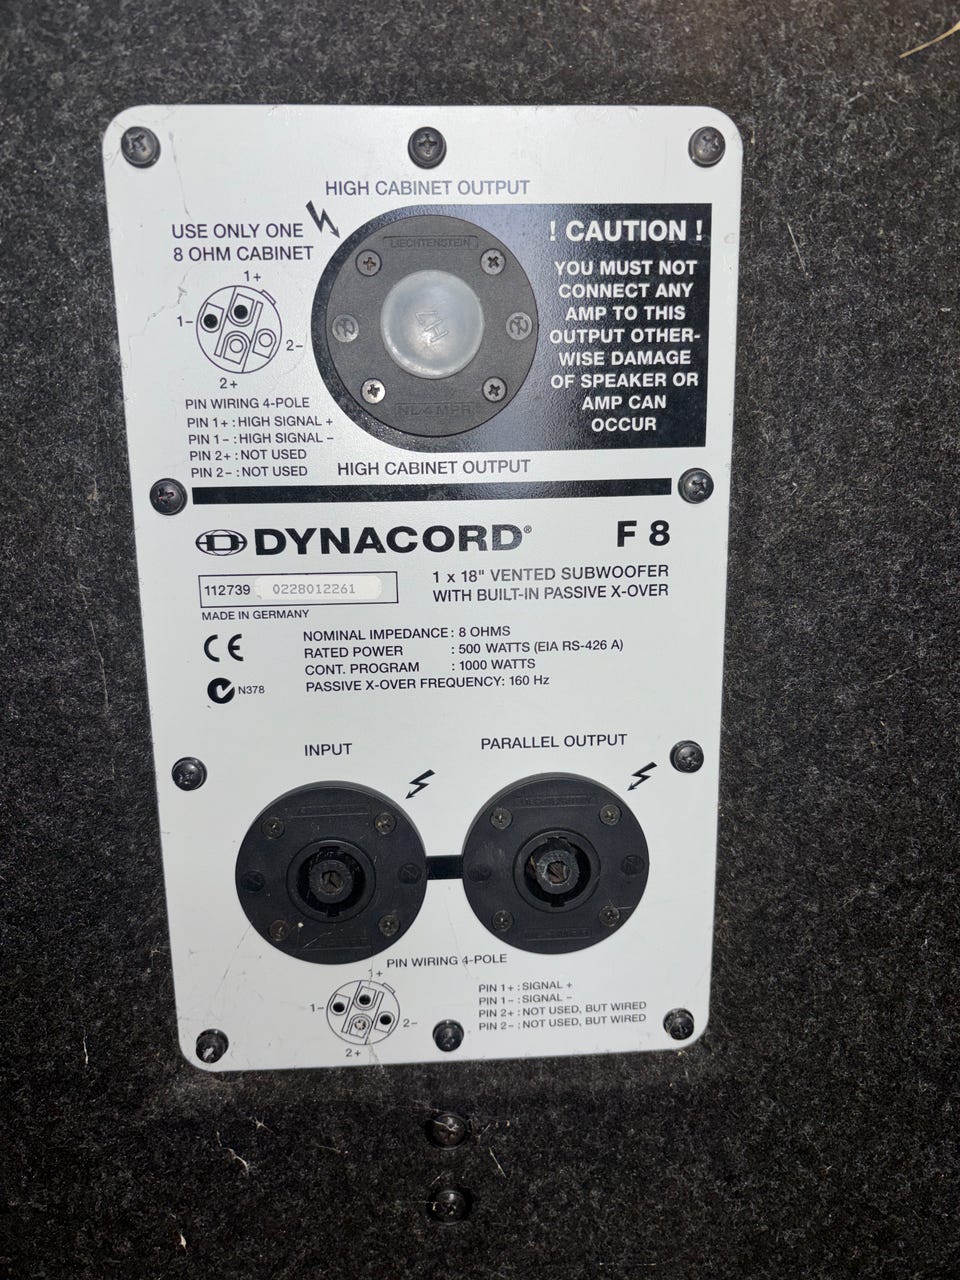 HIGH CABINET OUTPUT
USE ONLY ONE
8 OHM CABINET
1+
1-
2-
2+
PIN WIRING 4-POLE
PIN 1+ : HIGH SIGNAL +
PIN 1- : HIGH SIGNAL -
PIN 2+ : NOT USED
PIN 2- : NOT USED
LIECHTENSTEIN
NL4MPR
! CAUTION !
YOU MUST NOT
CONNECT ANY
AMP TO THIS
OUTPUT OTHER-
WISE DAMAGE
OF SPEAKER OR
AMP CAN
OCCUR
HIGH CABINET OUTPUT
DYNACORD®
F 8
112739 0228012261
MADE IN GERMANY
1 x 18" VENTED SUBWOOFER
WITH BUILT-IN PASSIVE X-OVER
CE
N378
NOMINAL IMPEDANCE : 8 OHMS
RATED POWER : 500 WATTS (EIA RS-426 A)
CONT. PROGRAM : 1000 WATTS
PASSIVE X-OVER FREQUENCY: 160 Hz
INPUT
PARALLEL OUTPUT
PIN WIRING 4-POLE
1+
1-
2-
2+
PIN 1+ : SIGNAL +
PIN 1- : SIGNAL -
PIN 2+ : NOT USED, BUT WIRED
PIN 2- : NOT USED, BUT WIRED